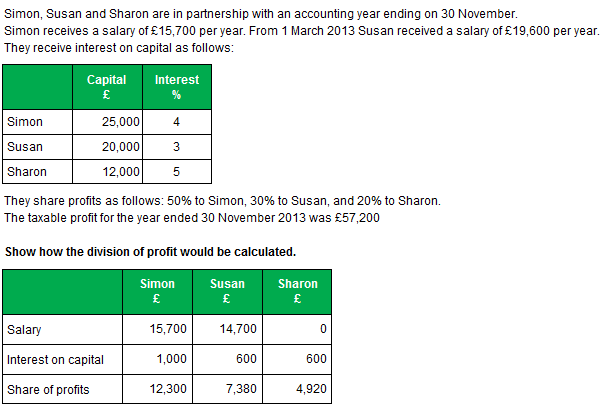 Simon, Susan and Sharon are in partnership with an accounting year ending on 30 November.
Simon receives a salary of £15,700 per year. From 1 March 2013 Susan received a salary of £19,600 per year.
They receive interest on capital as follows:
Capital Interest
£ %
Simon 25,000 4
Susan 20,000 3
Sharon 12,000 5
They share profits as follows: 50% to Simon, 30% to Susan, and 20% to Sharon.
The taxable profit for the year ended 30 November 2013 was £57,200
Show how the division of profit would be calculated.
Simon Susan Sharon
£ £ £
Salary 15,700 14,700 0
Interest on capital 1,000 600 600
Share of profits 12,300 7,380 4,920